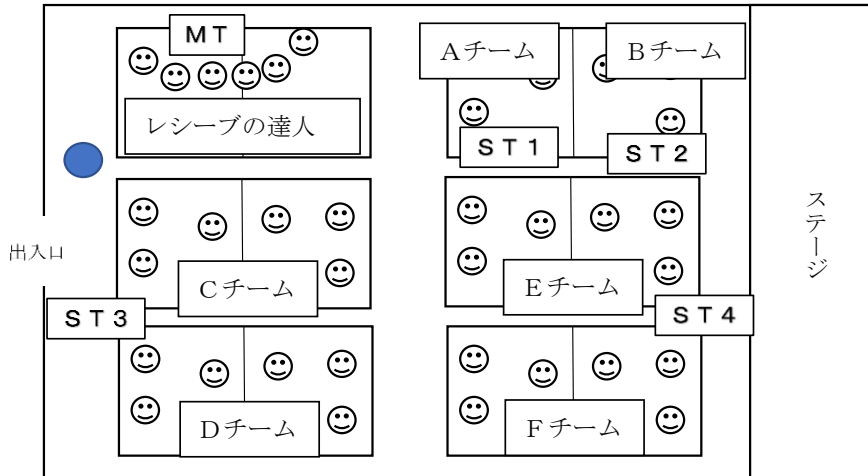 ＭＴ
Ａチーム
Ｂチーム
レシーブの達人
ＳＴ１
ＳＴ２
ステージ
出入口
Ｃチーム
Ｅチーム
ＳＴ３
ＳＴ４
Ｄチーム
Ｆチーム